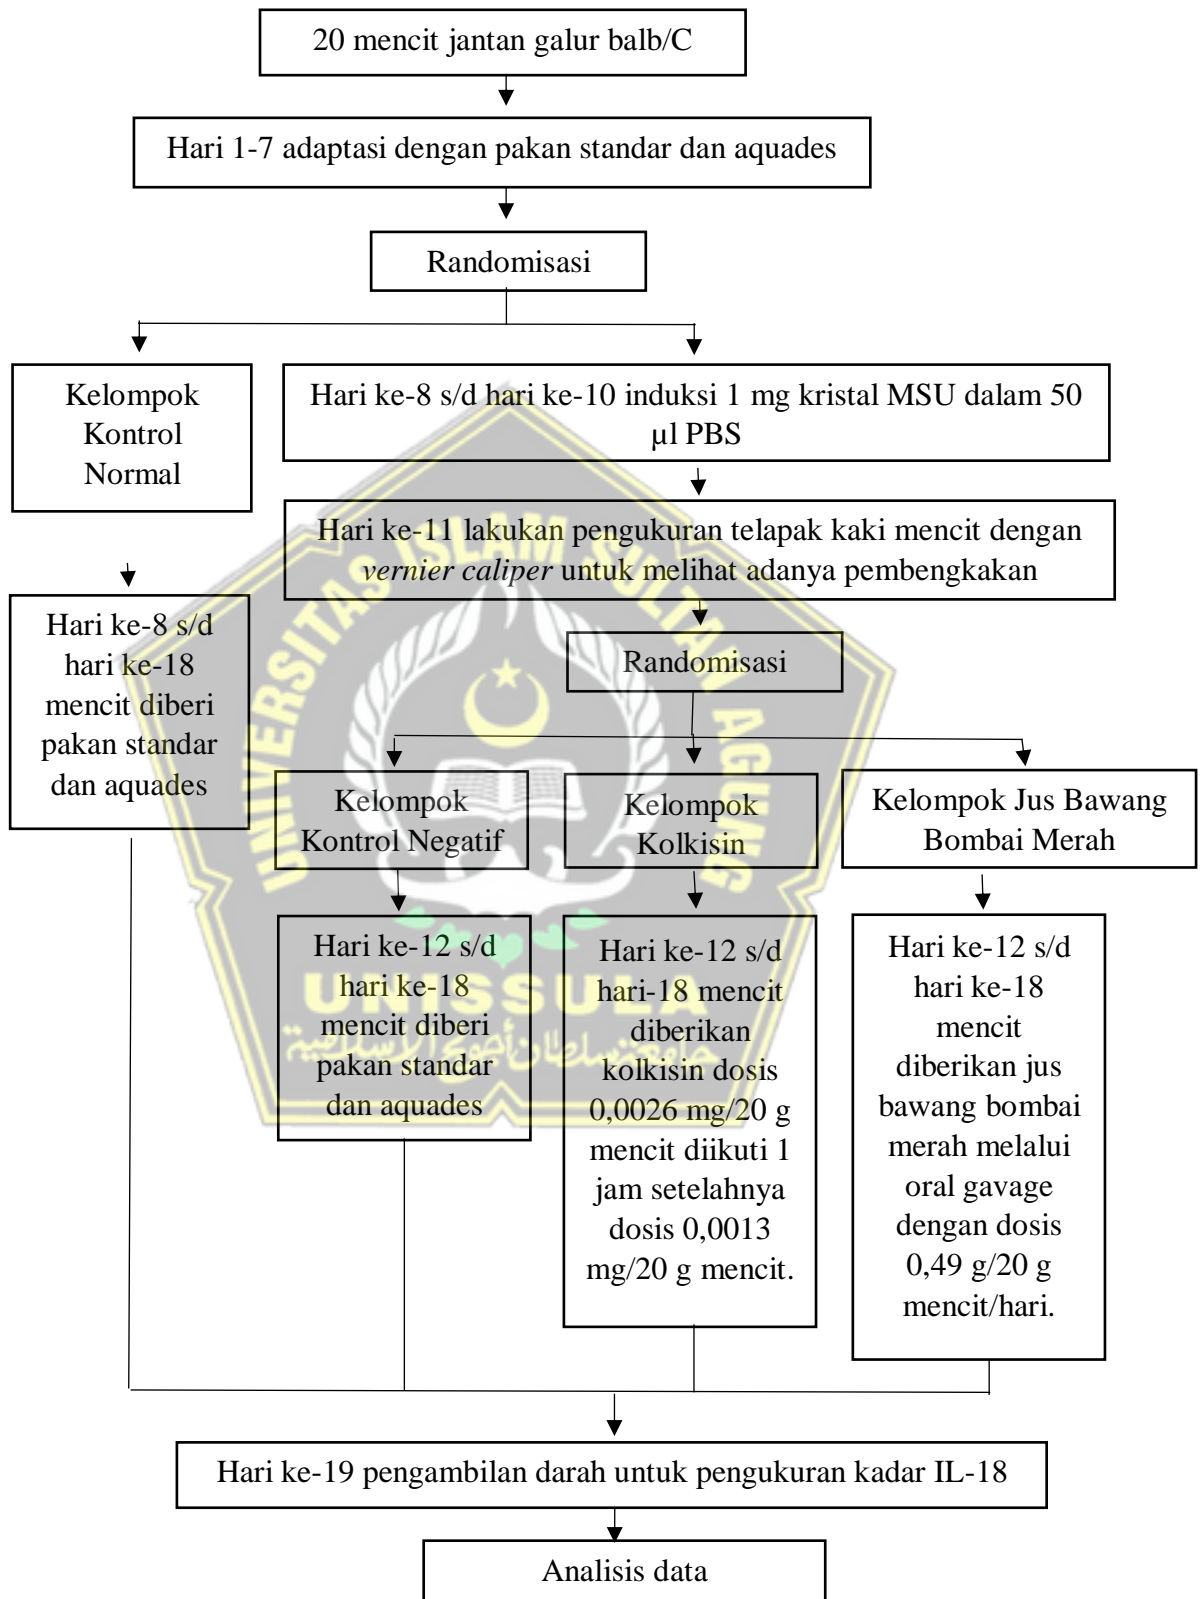 20 mencit jantan galur balb/C
Hari 1-7 adaptasi dengan pakan standar dan aquades
Randomisasi
Kelompok
Kontrol
Normal
Hari ke-8 s/d hari ke-10 induksi 1 mg kristal MSU dalam 50
µl PBS
Hari ke-11 lakukan pengukuran telapak kaki mencit dengan
vernier caliper untuk melihat adanya pembengkakan
Hari ke-8 s/d
hari ke-18
mencit diberi
pakan standar
dan aquades
Randomisasi
Kelompok
Kontrol Negatif
Kelompok
Kolkisin
Kelompok Jus Bawang
Bombai Merah
Hari ke-12 s/d
hari ke-18
mencit diberi
pakan standar
dan aquades
Hari ke-12 s/d
hari-18 mencit
diberikan
kolkisin dosis
0,0026 mg/20 g
mencit diikuti 1
jam setelahnya
dosis 0,0013
mg/20 g mencit.
Hari ke-12 s/d
hari ke-18
mencit
diberikan jus
bawang bombai
merah melalui
oral gavage
dengan dosis
0,49 g/20 g
mencit/hari.
Hari ke-19 pengambilan darah untuk pengukuran kadar IL-18
Analisis data
UNIVERSITAS ISLAM SULTAN AGUNG
UNISSULA